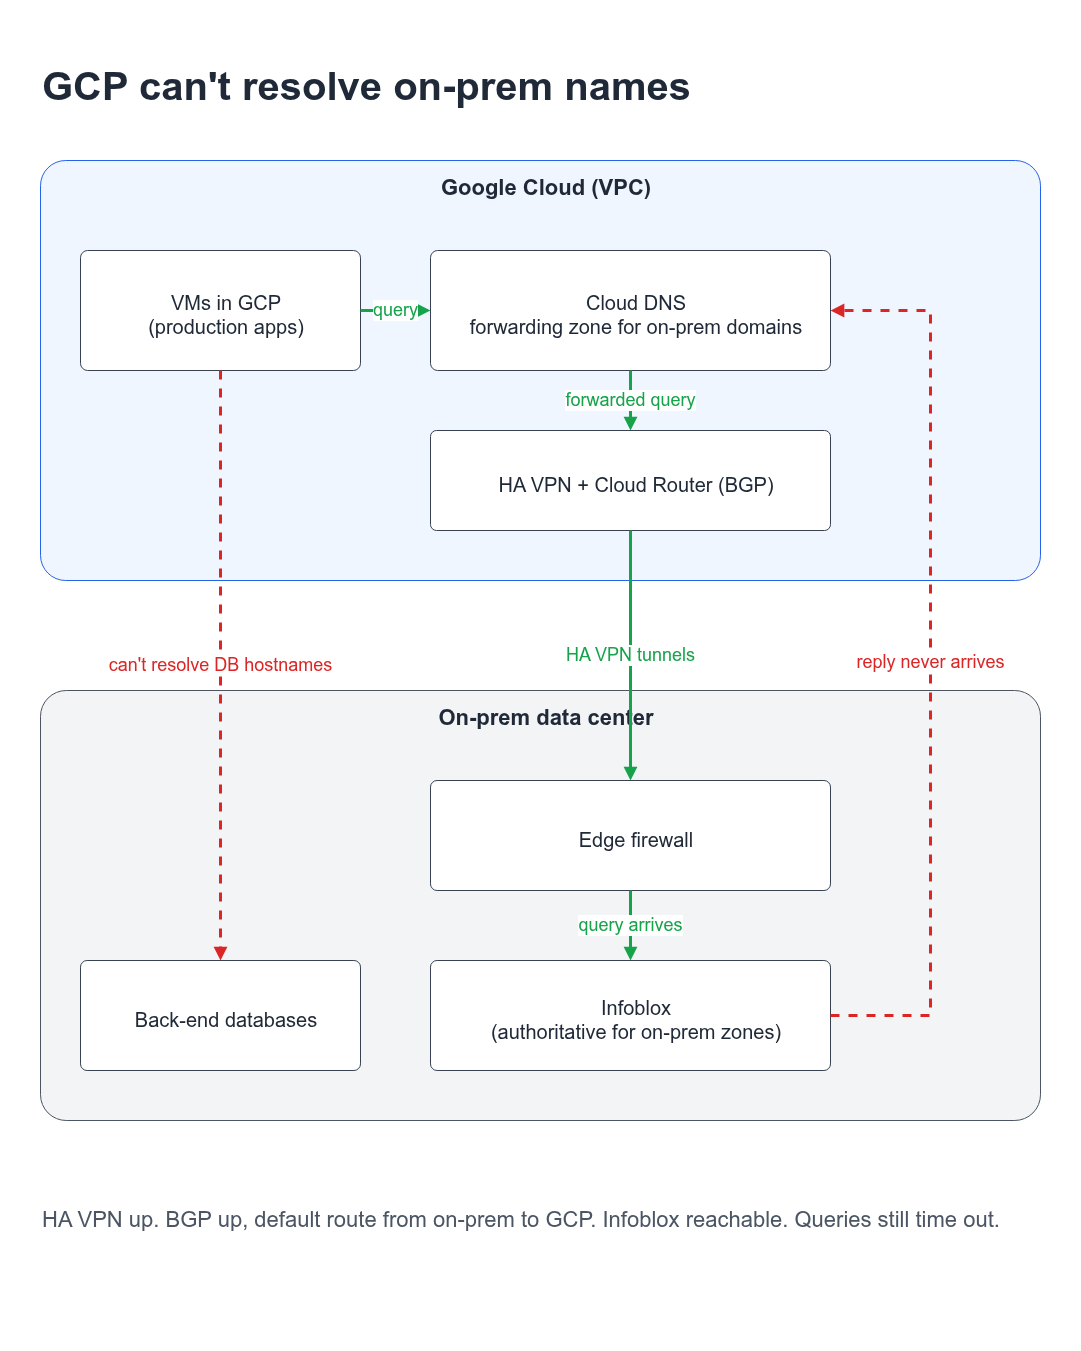 GCP can't resolve on-prem names
Google Cloud (VPC)
VMs in GCP
(production apps)
query
Cloud DNS
forwarding zone for on-prem domains
forwarded query
HA VPN + Cloud Router (BGP)
can't resolve DB hostnames
HA VPN tunnels
reply never arrives
On-prem data center
Edge firewall
query arrives
Back-end databases
Infoblox
(authoritative for on-prem zones)
HA VPN up. BGP up, default route from on-prem to GCP. Infoblox reachable. Queries still time out.